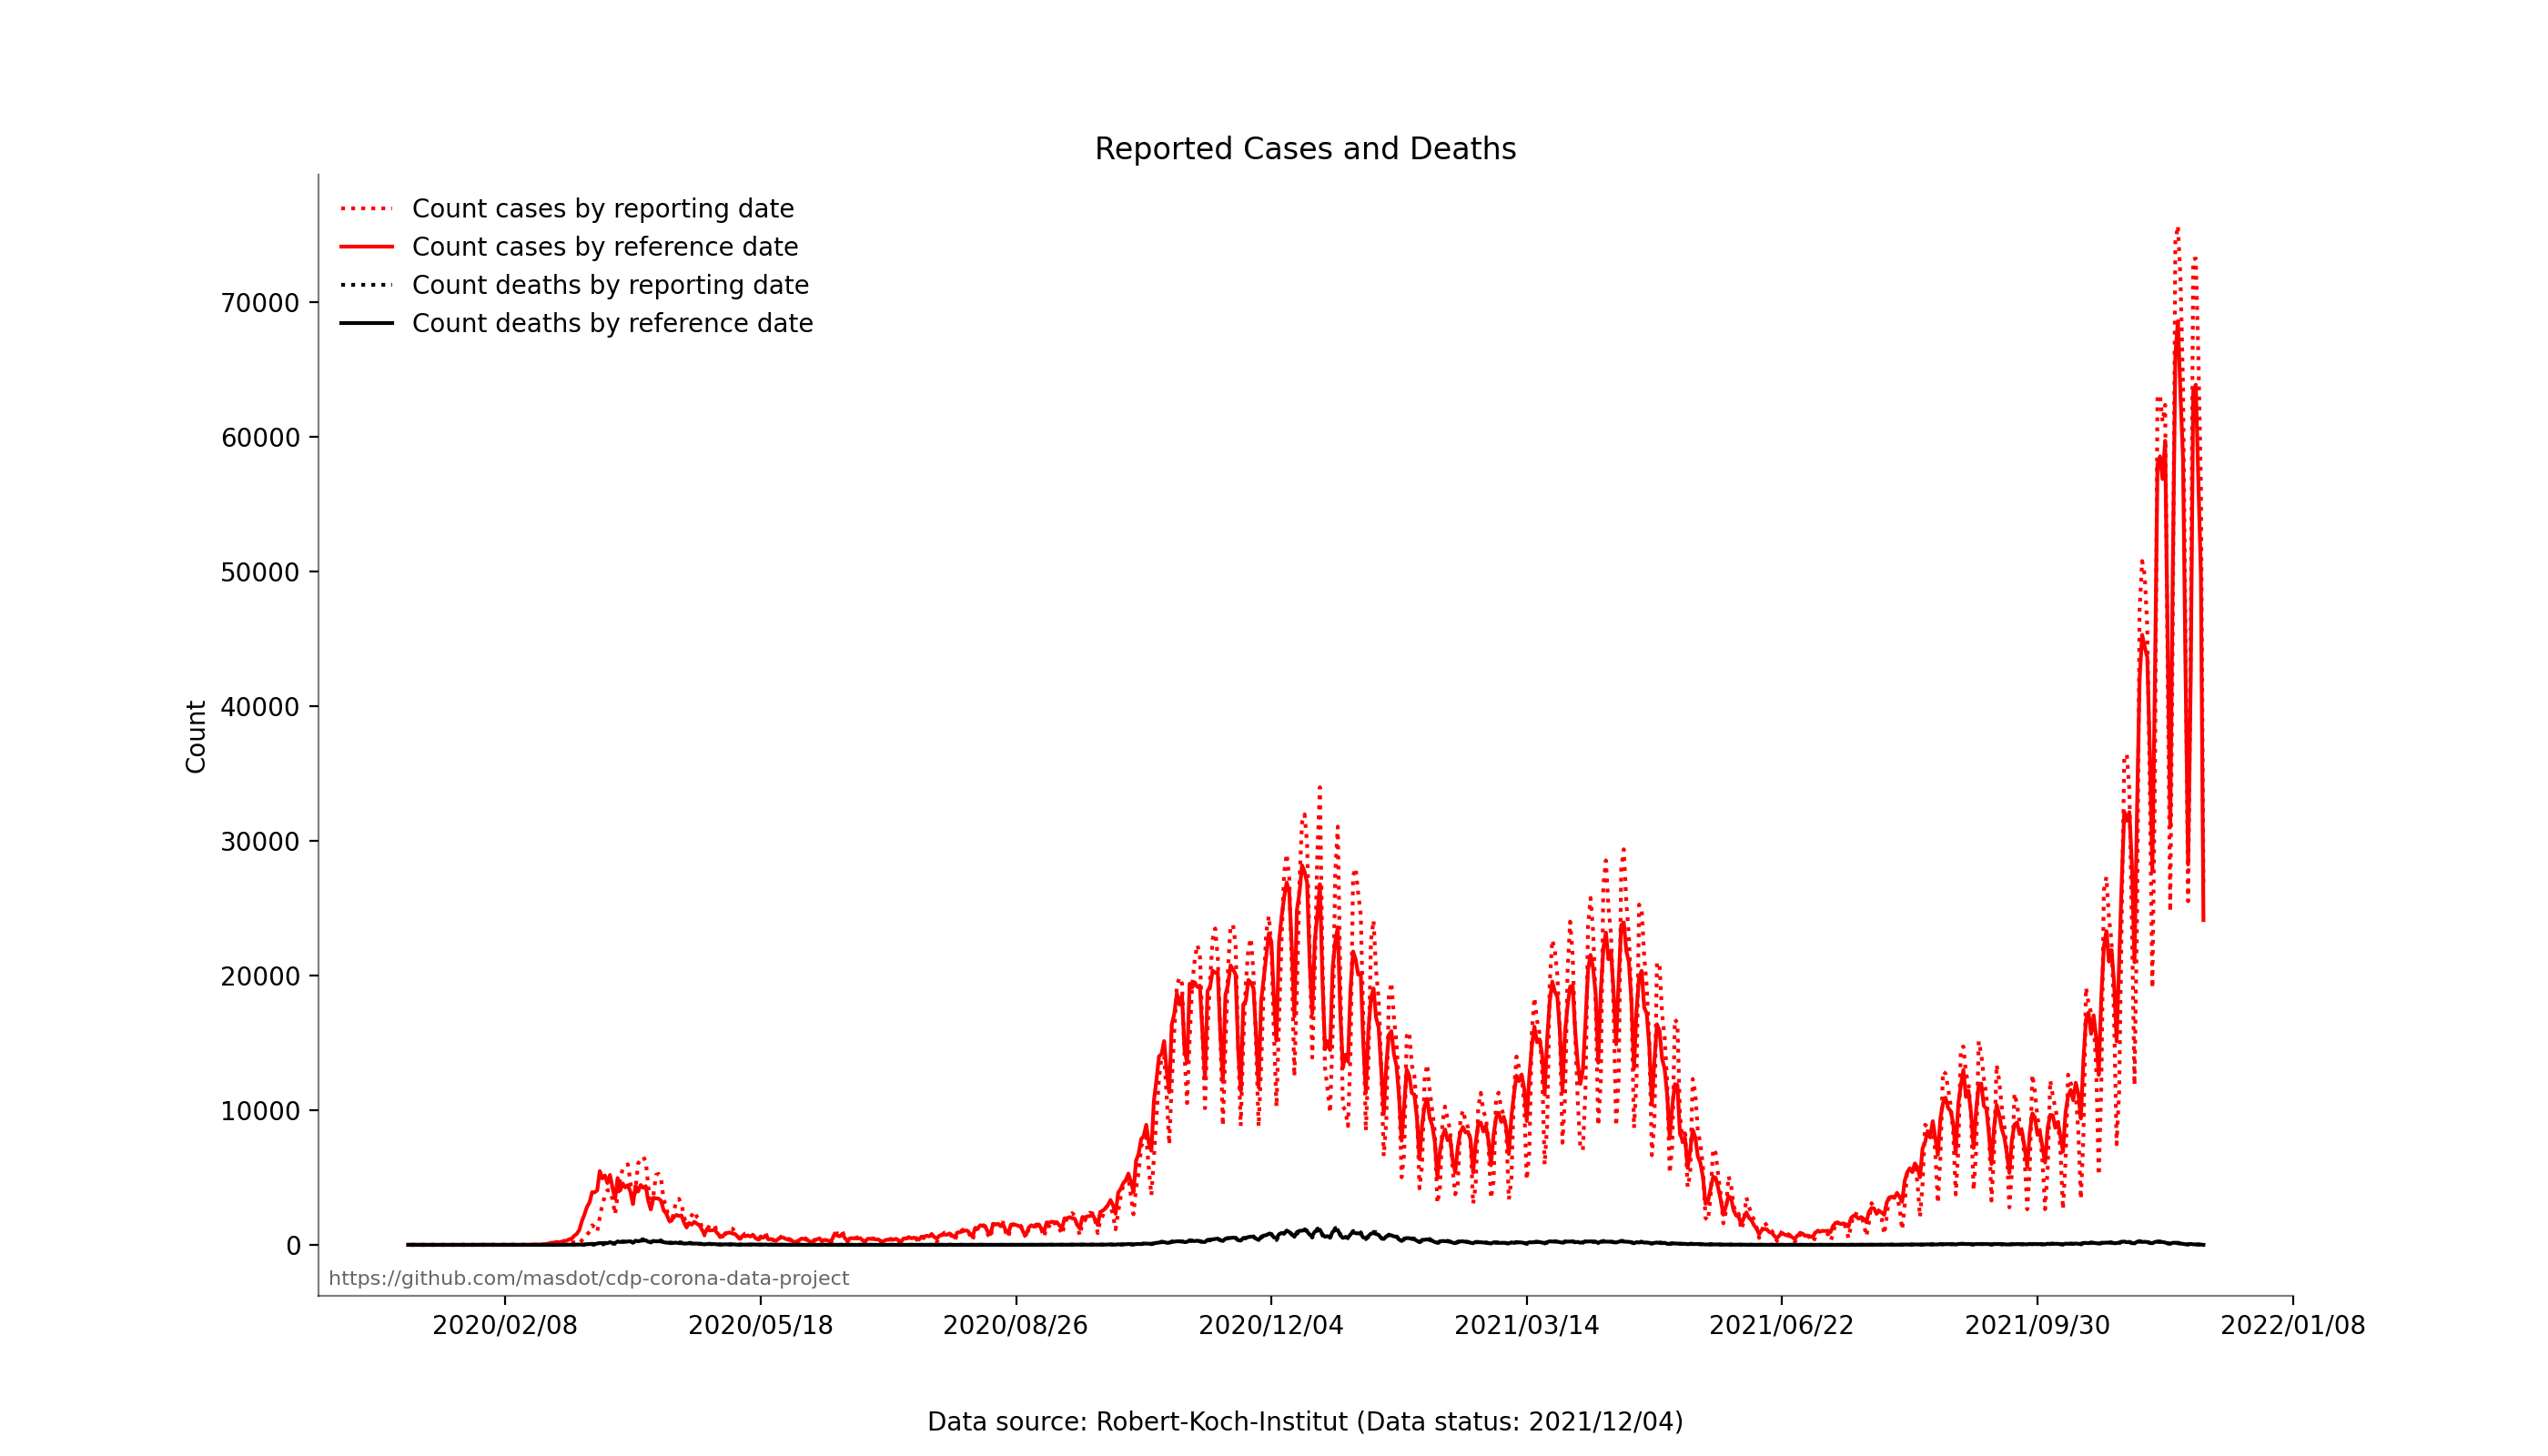 Reported Cases and Deaths
Count cases by reporting date
Count cases by reference date
Count deaths by reporting date
Count deaths by reference date
70000
60000
50000
40000
30000
20000
10000
0
Count
https://github.com/masdot/cdp-corona-data-project
2020/02/08 2020/05/18 2020/08/26 2020/12/04 2021/03/14 2021/06/22 2021/09/30 2022/01/08
Data source: Robert-Koch-Institut (Data status: 2021/12/04)